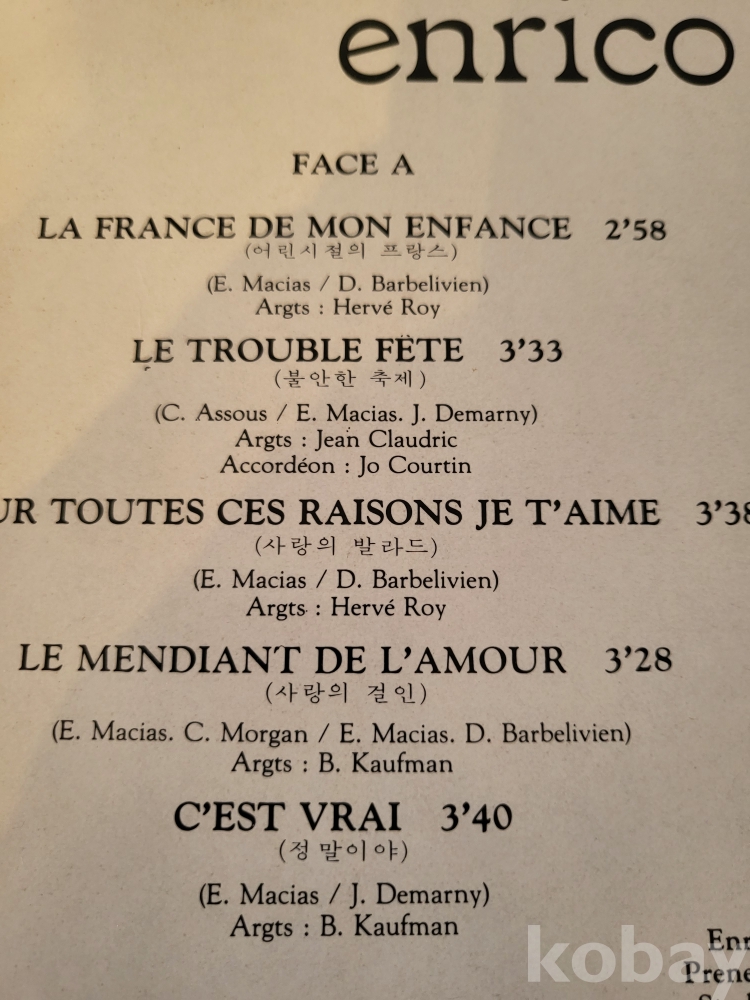 enrico
FACE A
LA FRANCE DE MON ENFANCE 2'58
(어린시절의 프랑스)
(E. Macias / D. Barbelivien)
Argts : Hervé Roy
LE TROUBLE FÊTE 3'33
(불안한 축제)
(C. Assous / E. Macias. J. Demarny)
Argts : Jean Claudric
Accordéon : Jo Courtin
UR TOUTES CES RAISONS JE T'AIME 3'38
(사랑의 발라드)
(E. Macias / D. Barbelivien)
Argts : Hervé Roy
LE MENDIANT DE L'AMOUR 3'28
(사랑의 걸인)
(E. Macias. C. Morgan / E. Macias. D. Barbelivien)
Argts : B. Kaufman
C'EST VRAI 3'40
(정말이야)
(E. Macias / J. Demarny)
Argts : B. Kaufman
Enr
Prene
kobay